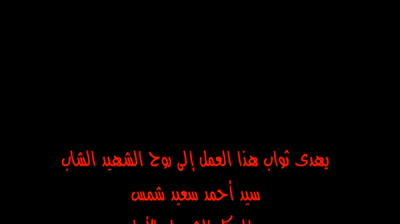 يهدى ثواب هذا العمل إلى روح الشهيد الشاب
سيد أحمد سعيد شمس